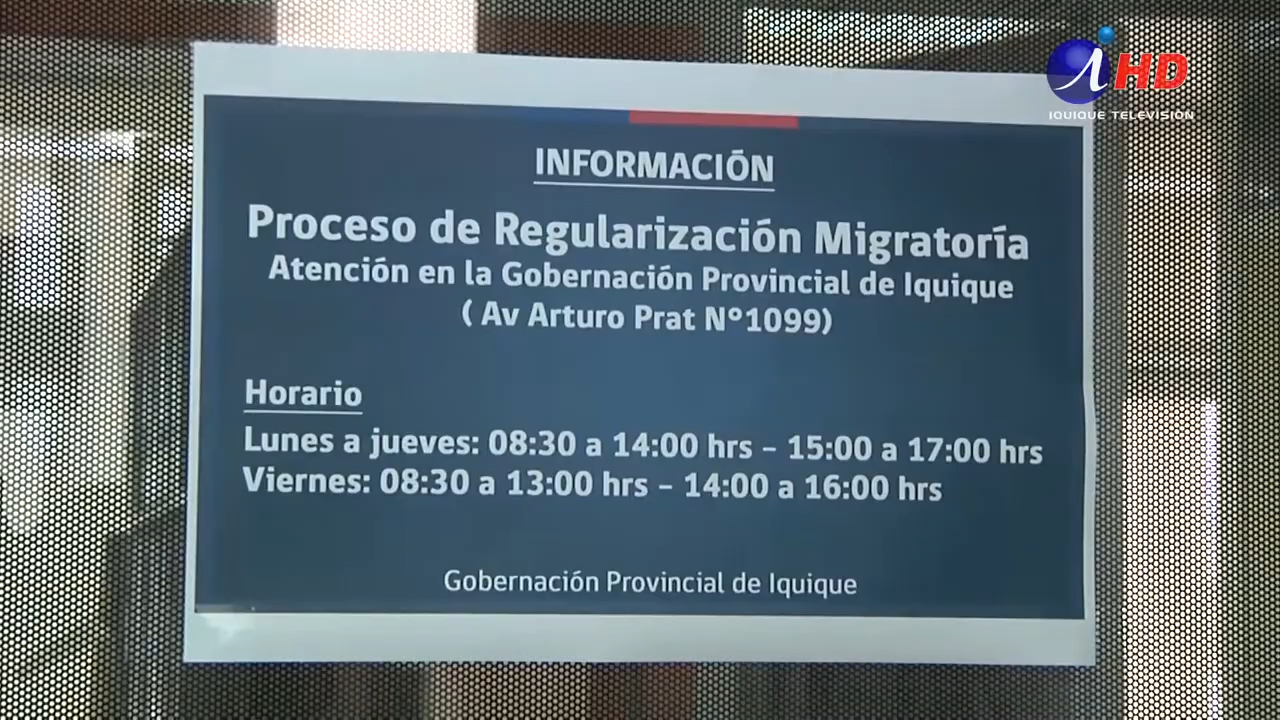 iHD
IQUIQUE TELEVISIÓN
INFORMACIÓN
Proceso de Regularización Migratoría
Atención en la Gobernación Provincial de Iquique
( Av Arturo Prat N°1099)
Horario
Lunes a jueves: 08:30 a 14:00 hrs – 15:00 a 17:00 hrs
Viernes: 08:30 a 13:00 hrs – 14:00 a 16:00 hrs
Gobernación Provincial de Iquique